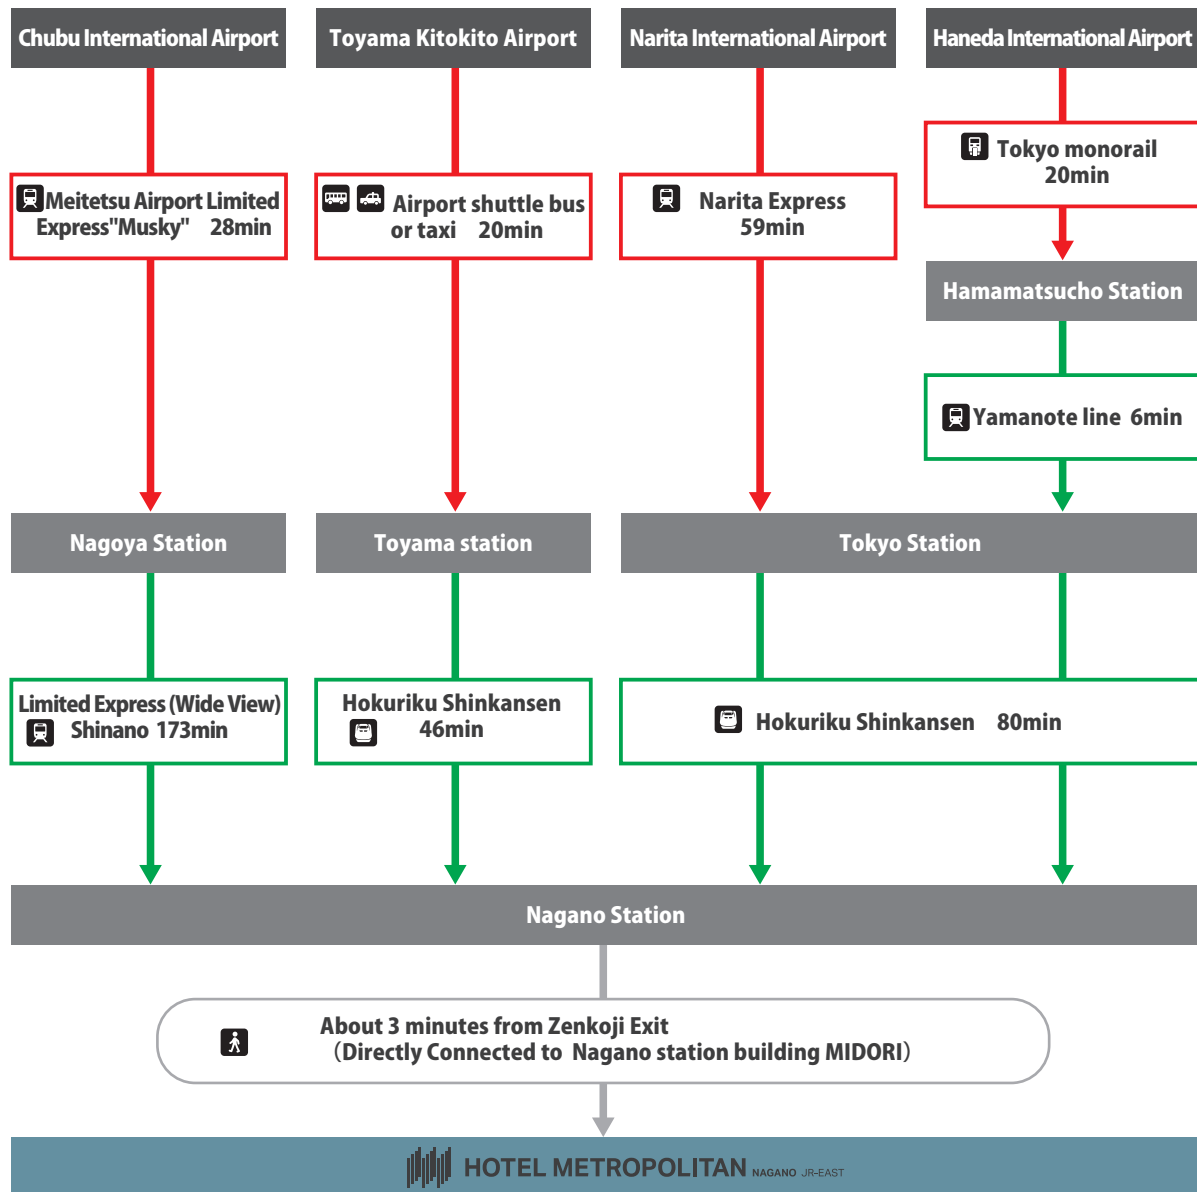 Chubu International Airport
Toyama Kitokito Airport
Narita International Airport
Haneda International Airport
Tokyo monorail
20min
Meitetsu Airport Limited
Express"Musky" 28min
Airport shuttle bus
or taxi 20min
Narita Express
59min
Hamamatsucho Station
Yamanote line 6min
Nagoya Station
Toyama station
Tokyo Station
Limited Express (Wide View)
Shinano 173min
Hokuriku Shinkansen
46min
Hokuriku Shinkansen 80min
Nagano Station
About 3 minutes from Zenkoji Exit
（Directly Connected to Nagano station building MIDORI）
HOTEL METROPOLITAN NAGANO JR-EAST